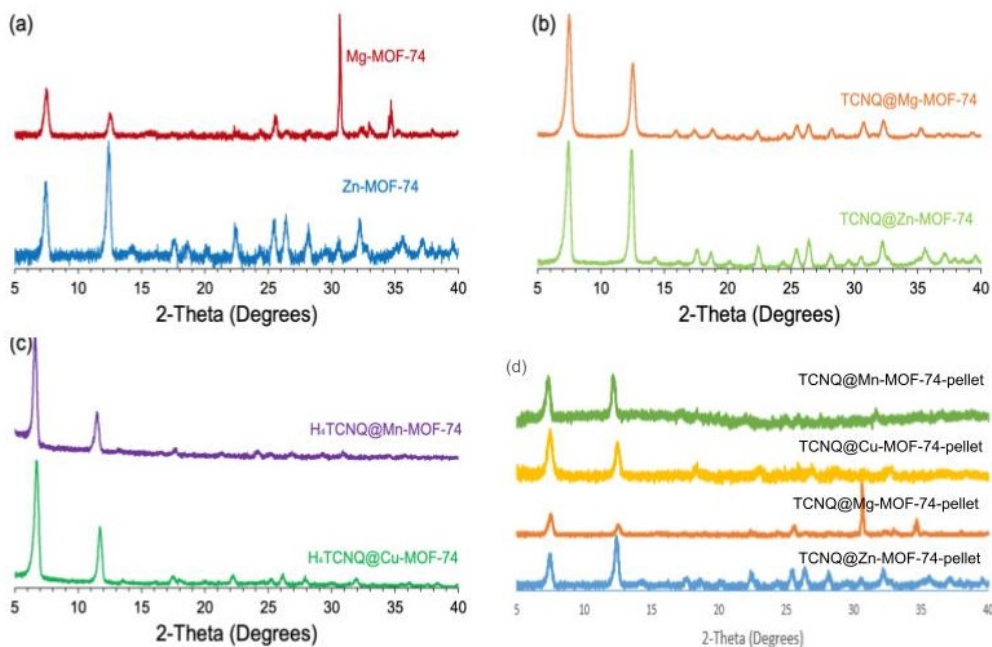 (a)
Mg-MOF-74
Zn-MOF-74
5 10 15 20 25 30 35 40
2-Theta (Degrees)
(b)
TCNQ@Mg-MOF-74
TCNQ@Zn-MOF-74
5 10 15 20 25 30 35 40
2-Theta (Degrees)
(c)
H₄TCNQ@Mn-MOF-74
H₄TCNQ@Cu-MOF-74
5 10 15 20 25 30 35 40
2-Theta (Degrees)
(d)
TCNQ@Mn-MOF-74-pellet
TCNQ@Cu-MOF-74-pellet
TCNQ@Mg-MOF-74-pellet
TCNQ@Zn-MOF-74-pellet
5 10 15 20 25 30 35 40
2-Theta (Degrees)